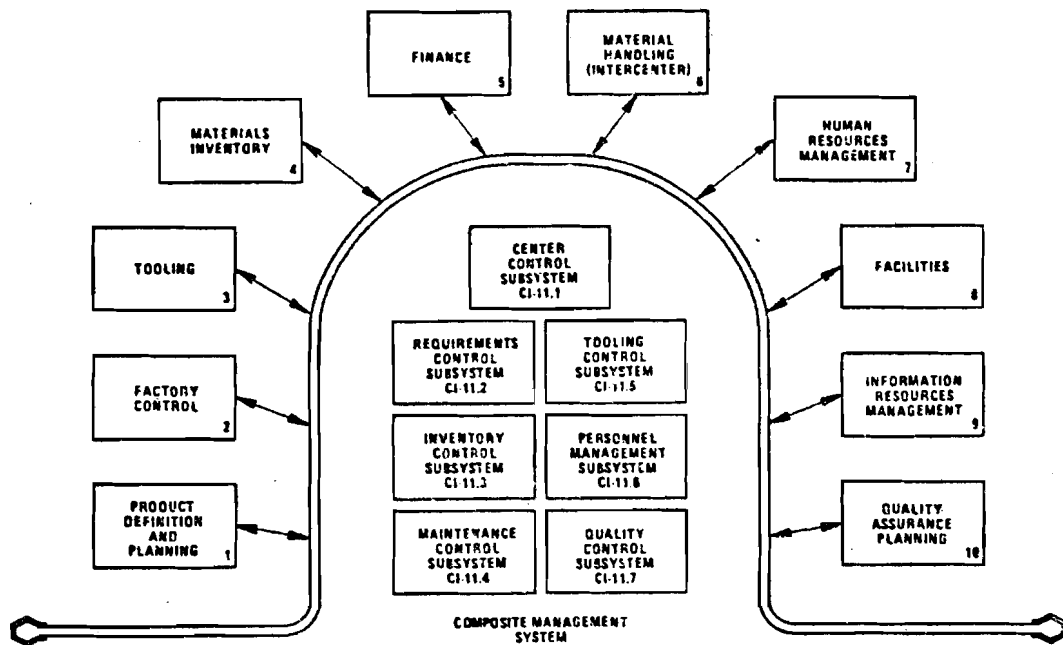 FINANCE
5
MATERIAL
HANDLING
(INTERCENTER)
6
MATERIALS
INVENTORY
4
HUMAN
RESOURCES
MANAGEMENT
7
TOOLING
3
CENTER
CONTROL
SUBSYSTEM
CI-11.1
FACILITIES
8
REQUIREMENTS
CONTROL
SUBSYSTEM
CI-11.2
TOOLING
CONTROL
SUBSYSTEM
CI-11.5
FACTORY
CONTROL
2
INFORMATION
RESOURCES
MANAGEMENT
9
INVENTORY
CONTROL
SUBSYSTEM
CI-11.3
PERSONNEL
MANAGEMENT
SUBSYSTEM
CI-11.6
PRODUCT
DEFINITION
AND
PLANNING
1
QUALITY
ASSURANCE
PLANNING
10
MAINTENANCE
CONTROL
SUBSYSTEM
CI-11.4
QUALITY
CONTROL
SUBSYSTEM
CI-11.7
COMPOSITE MANAGEMENT
SYSTEM